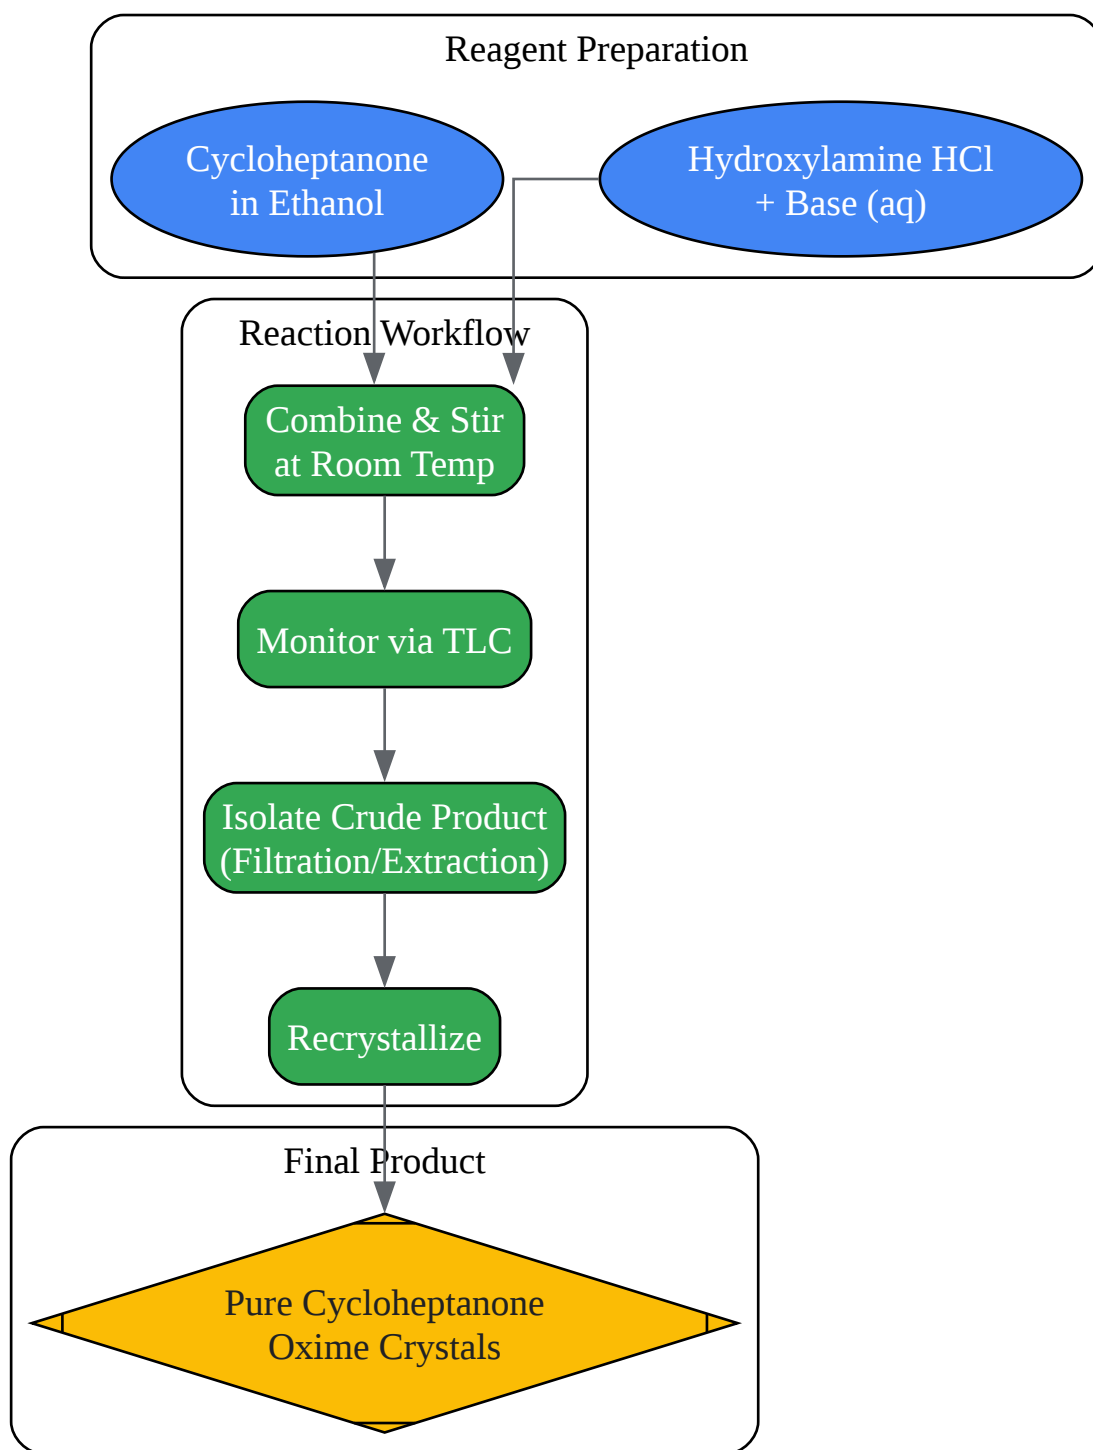 Reagent Preparation
Cycloheptanone
in Ethanol
Hydroxylamine HCl
+ Base (aq)
Reaction Workflow
Combine & Stir
at Room Temp
Monitor via TLC
Isolate Crude Product
(Filtration/Extraction)
Recrystallize
Final Product
Pure Cycloheptanone
Oxime Crystals